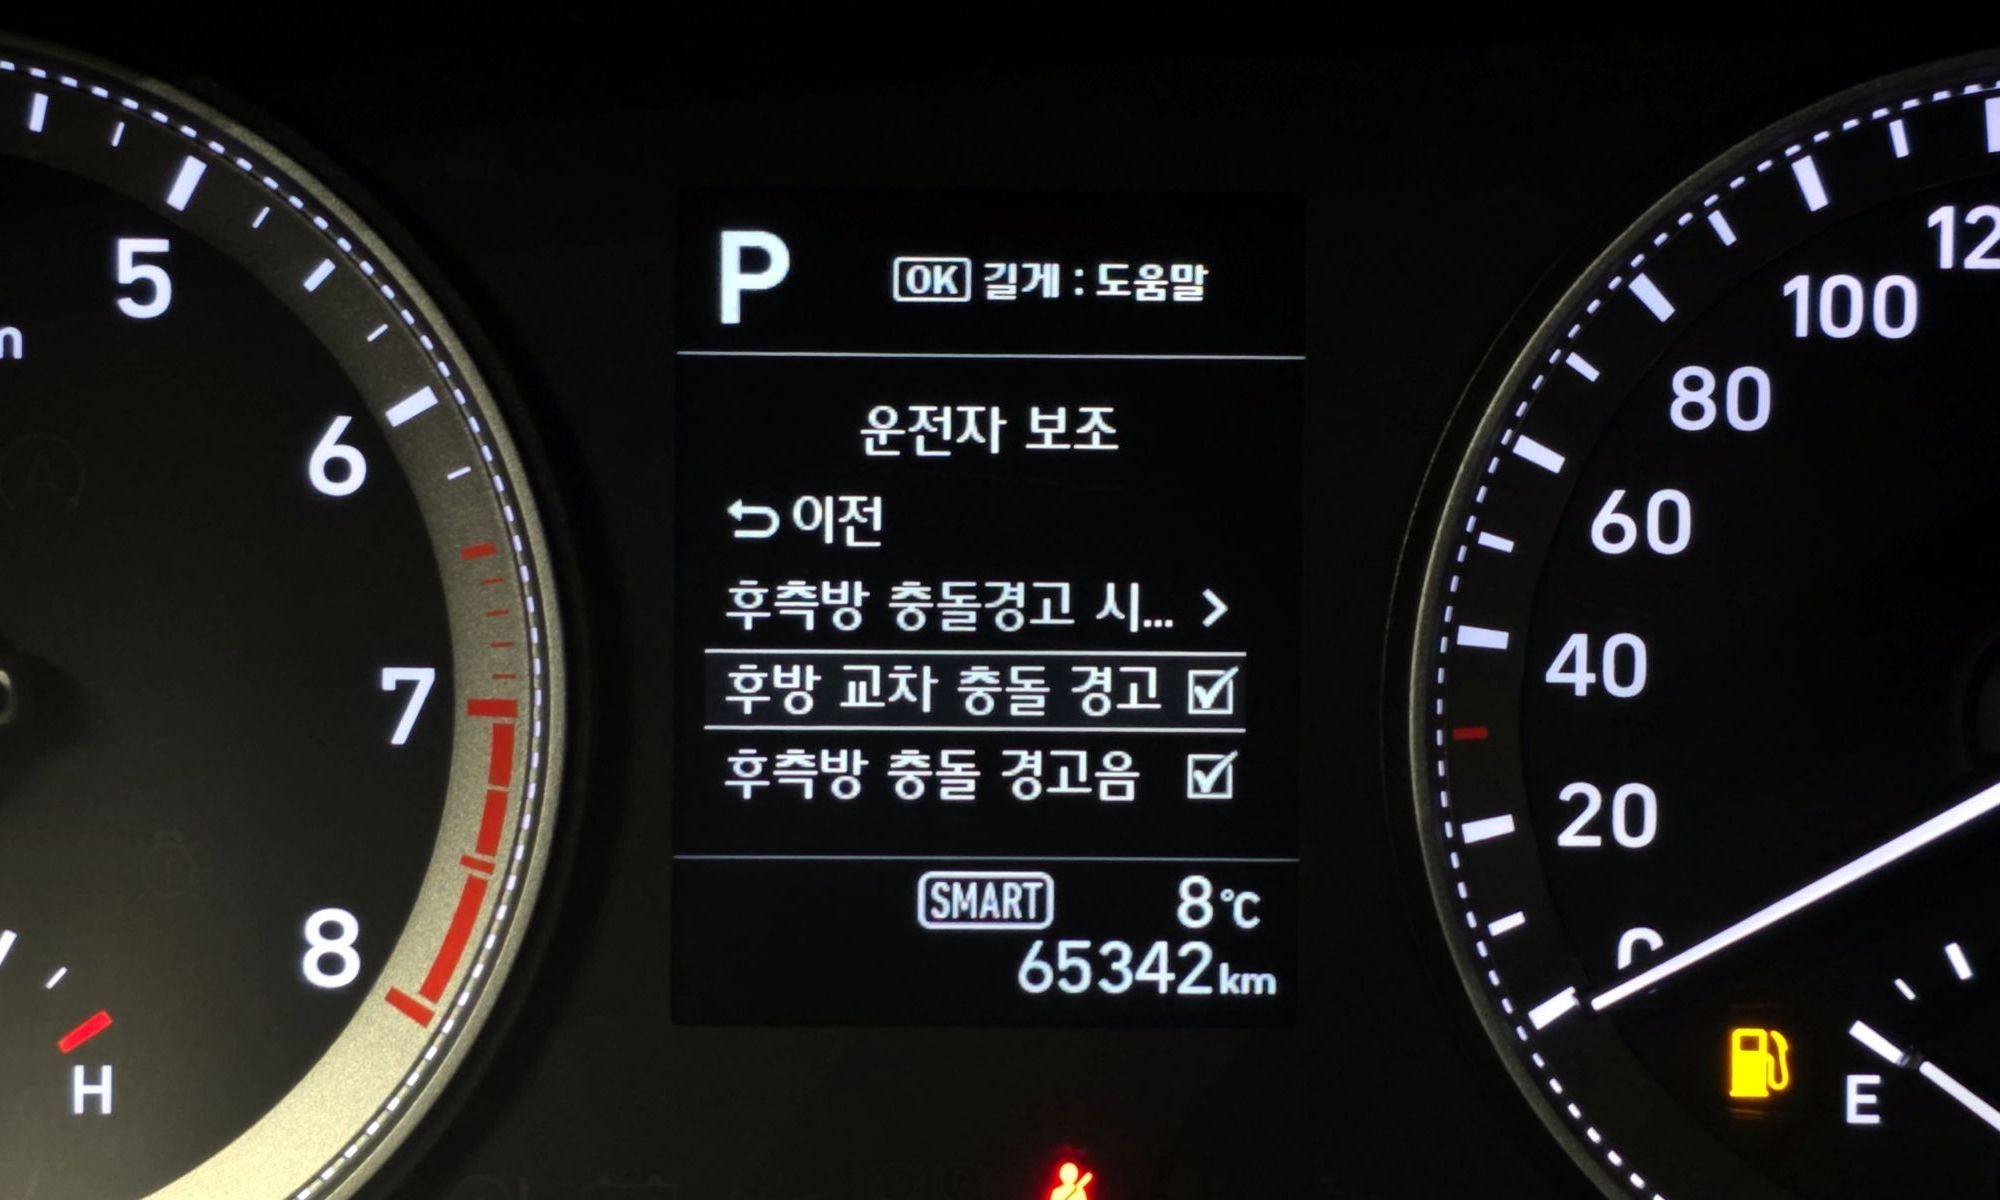 P
OK 길게 : 도움말
운전자 보조
이전
후측방 충돌경고 시...
후방 교차 충돌 경고
후측방 충돌 경고음
SMART 8℃
65342km
5
6
7
8
H
100
80
60
40
20
0
E